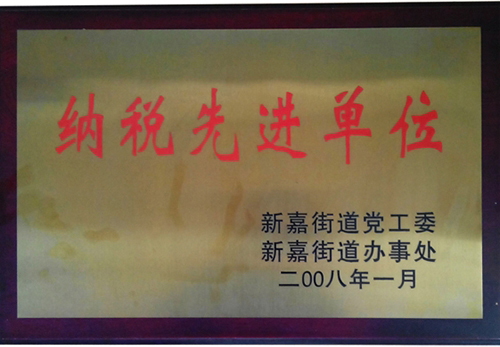 纳税先进单位
新嘉街道党工委
新嘉街道办事处
二00八年一月